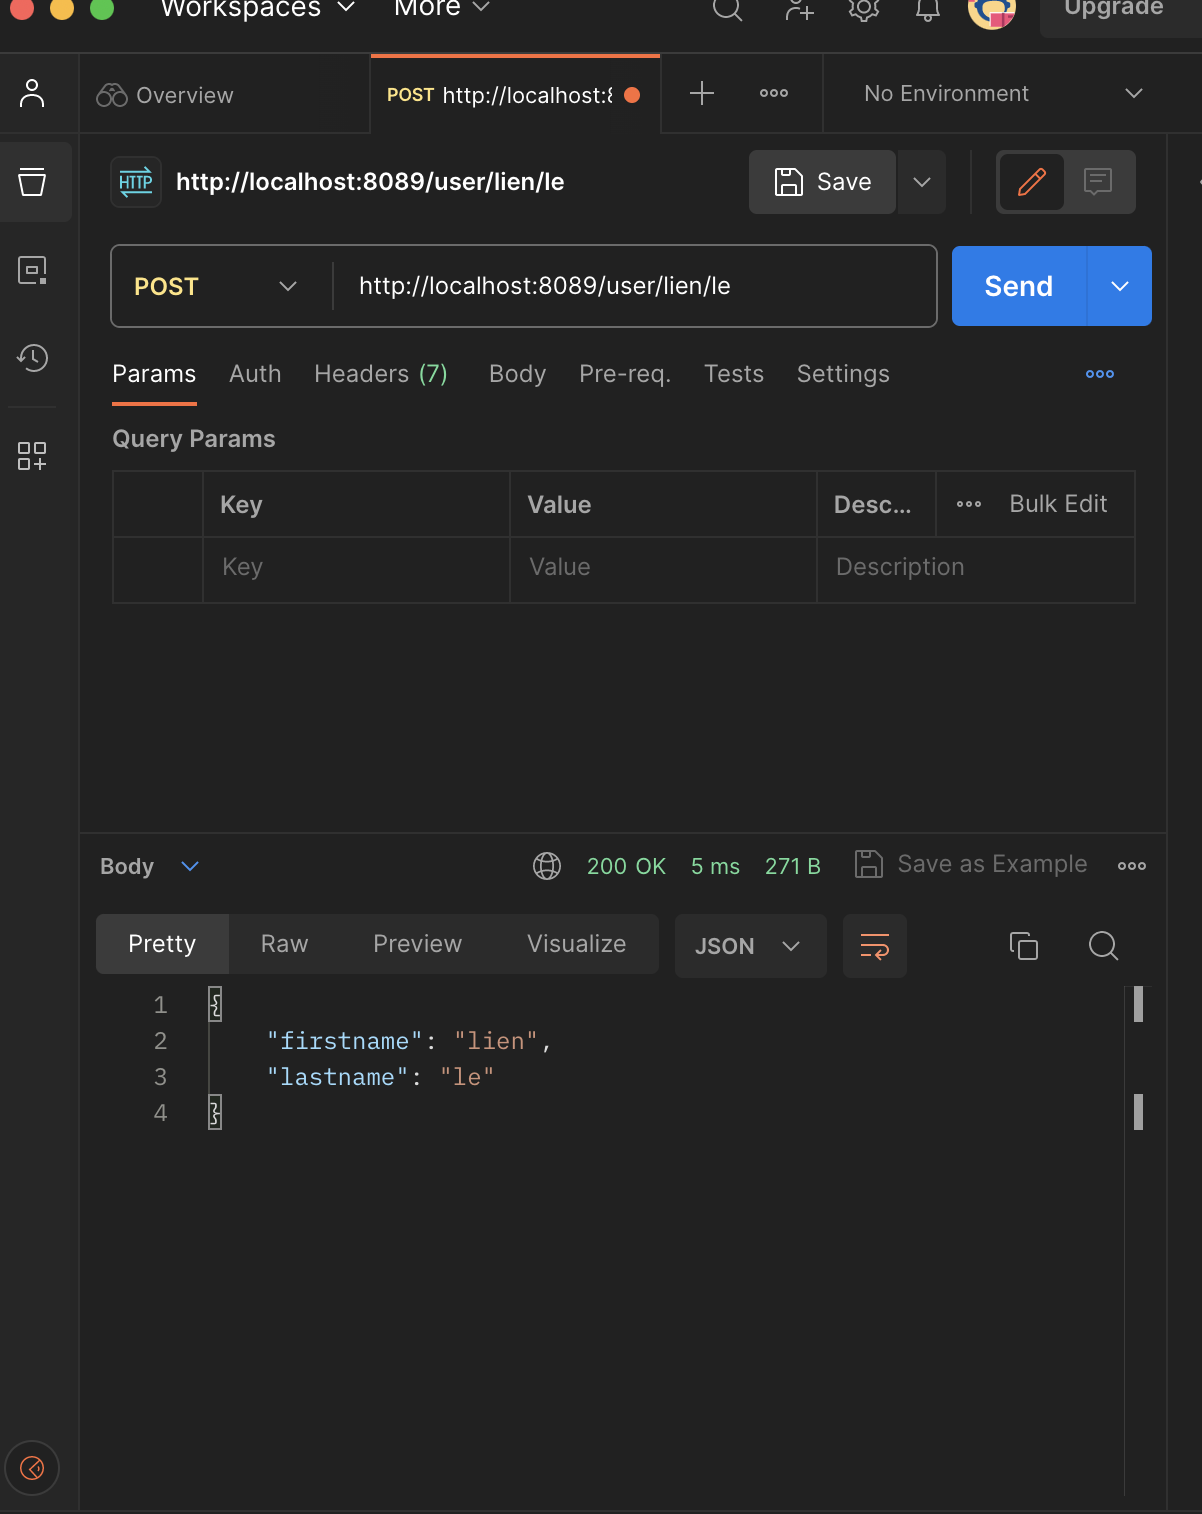 Workspaces More Upgrade
Overview POST http://localhost:8 No Environment
HTTP http://localhost:8089/user/lien/le Save
POST http://localhost:8089/user/lien/le Send
Params Auth Headers (7) Body Pre-req. Tests Settings
Query Params
Key Value Desc... Bulk Edit
Key Value Description
Body 200 OK 5 ms 271 B Save as Example
Pretty Raw Preview Visualize JSON
1 {
2 "firstname": "lien",
3 "lastname": "le"
4 }